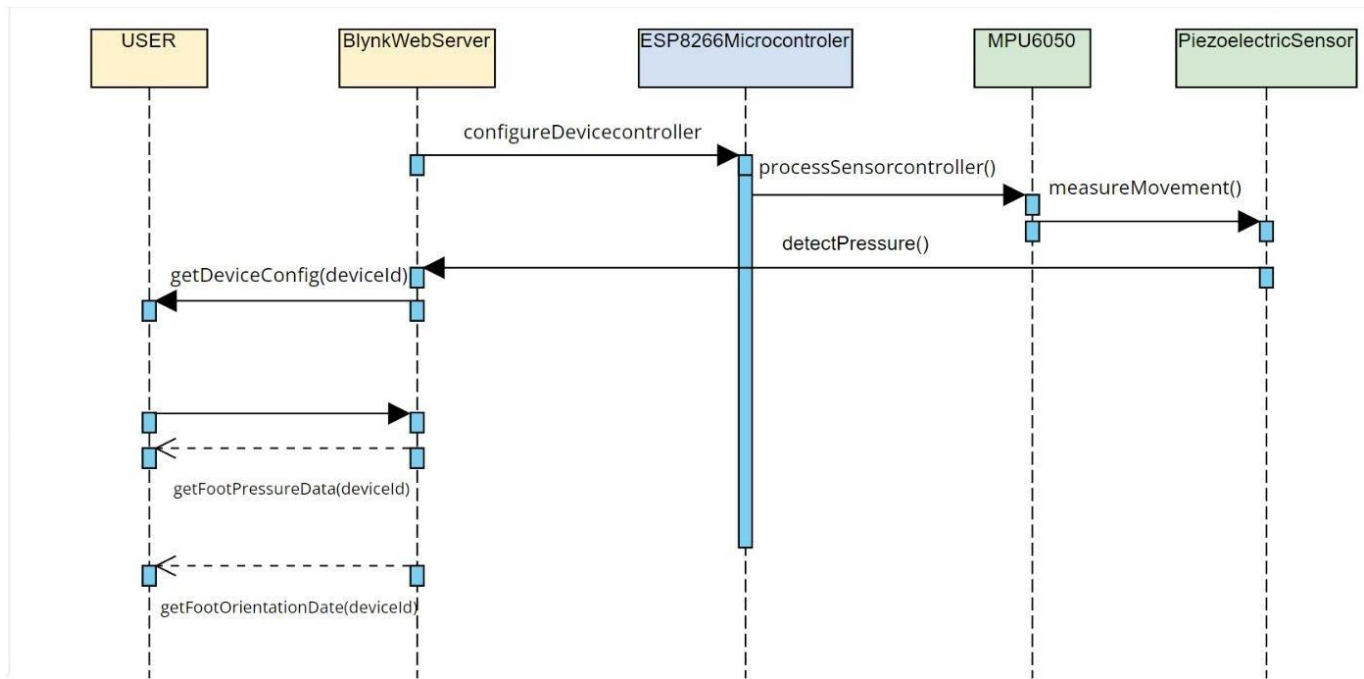 USER
BlynkWebServer
ESP8266Microcontroler
MPU6050
PiezoelectricSensor
configureDevicecontroller
processSensorcontroller()
measureMovement()
detectPressure()
getDeviceConfig(deviceId)
getFootPressureData(deviceId)
getFootOrientationDate(deviceId)